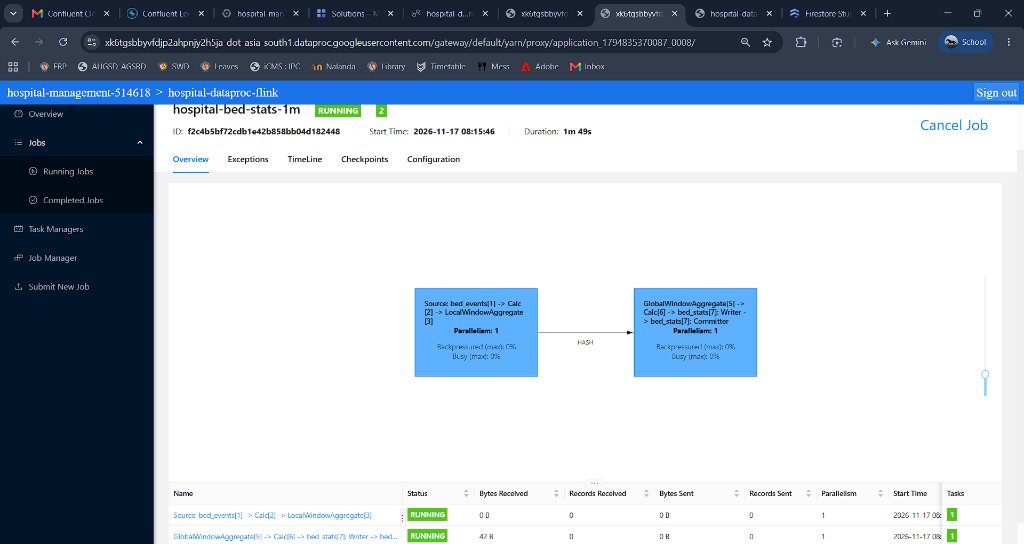 Confluent Cl
Confluent Lo
hospital-mar
Solutions – M
hospital-d...rc
xk6tgsbbyvfd
xk6tgsbbyvfd
hospital-data
Firestore Stu
xk6tgsbbyvfdjp2ahpnjy2h5ja dot asia south1.dataproc.googleusercontent.com/gateway/default/yarn/proxy/application_1794835370087_0008/
Ask Gemini
School
ERP
AUGSD AGSRD
SWD
Leaves
iCMS : IPC
Nalanda
Library
Timetable
Mess
Adobe
Inbox
hospital-management-514618 > hospital-dataproc-flink
Sign out
Overview
Jobs
Running Jobs
Completed Jobs
Task Managers
Job Manager
Submit New Job
hospital-bed-stats-1m RUNNING 2
ID: f2c4b5bf72cdb1e42b858bb04d182448 Start Time: 2026-11-17 08:15:46 Duration: 1m 49s
Cancel Job
Overview Exceptions TimeLine Checkpoints Configuration
Source: bed_events[1] -> Calc
[2] -> LocalWindowAggregate
[3]
Parallelism: 1
Backpressured (max): 0%
Busy (max): 0%
HASH
GlobalWindowAggregate[5] ->
Calc[6] -> bed_stats[7]: Writer -
> bed_stats[7]: Committer
Parallelism: 1
Backpressured (max): 0%
Busy (max): 0%
Name Status Bytes Received Records Received Bytes Sent Records Sent Parallelism Start Time Tasks
Source: bed_events[1] -> Calc[2] -> LocalWindowAggregate[3] RUNNING 0 B 0 0 B 0 1 2026-11-17 08: 1
GlobalWindowAggregate[5] -> Calc[6] -> bed_stats[7]: Writer -> bed... RUNNING 42 B 0 0 B 0 1 2026-11-17 08: 1